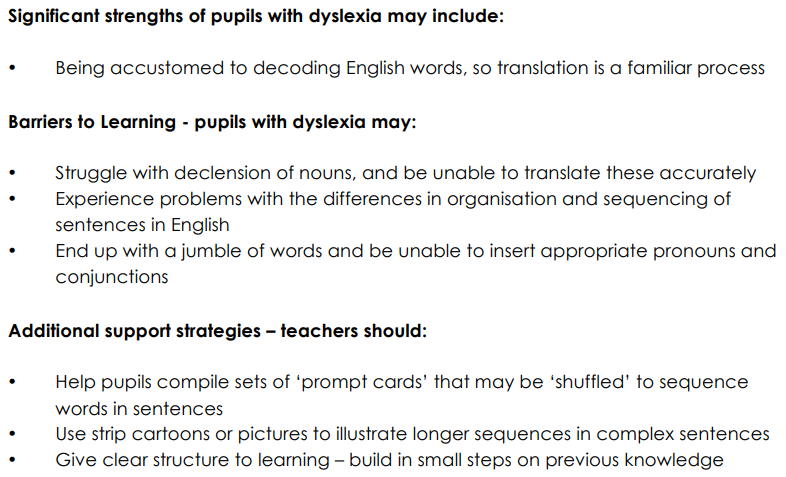 Significant strengths of pupils with dyslexia may include:
• Being accustomed to decoding English words, so translation is a familiar process
Barriers to Learning - pupils with dyslexia may:
• Struggle with declension of nouns, and be unable to translate these accurately
• Experience problems with the differences in organisation and sequencing of
sentences in English
• End up with a jumble of words and be unable to insert appropriate pronouns and
conjunctions
Additional support strategies – teachers should:
• Help pupils compile sets of ‘prompt cards’ that may be ‘shuffled’ to sequence
words in sentences
• Use strip cartoons or pictures to illustrate longer sequences in complex sentences
• Give clear structure to learning – build in small steps on previous knowledge